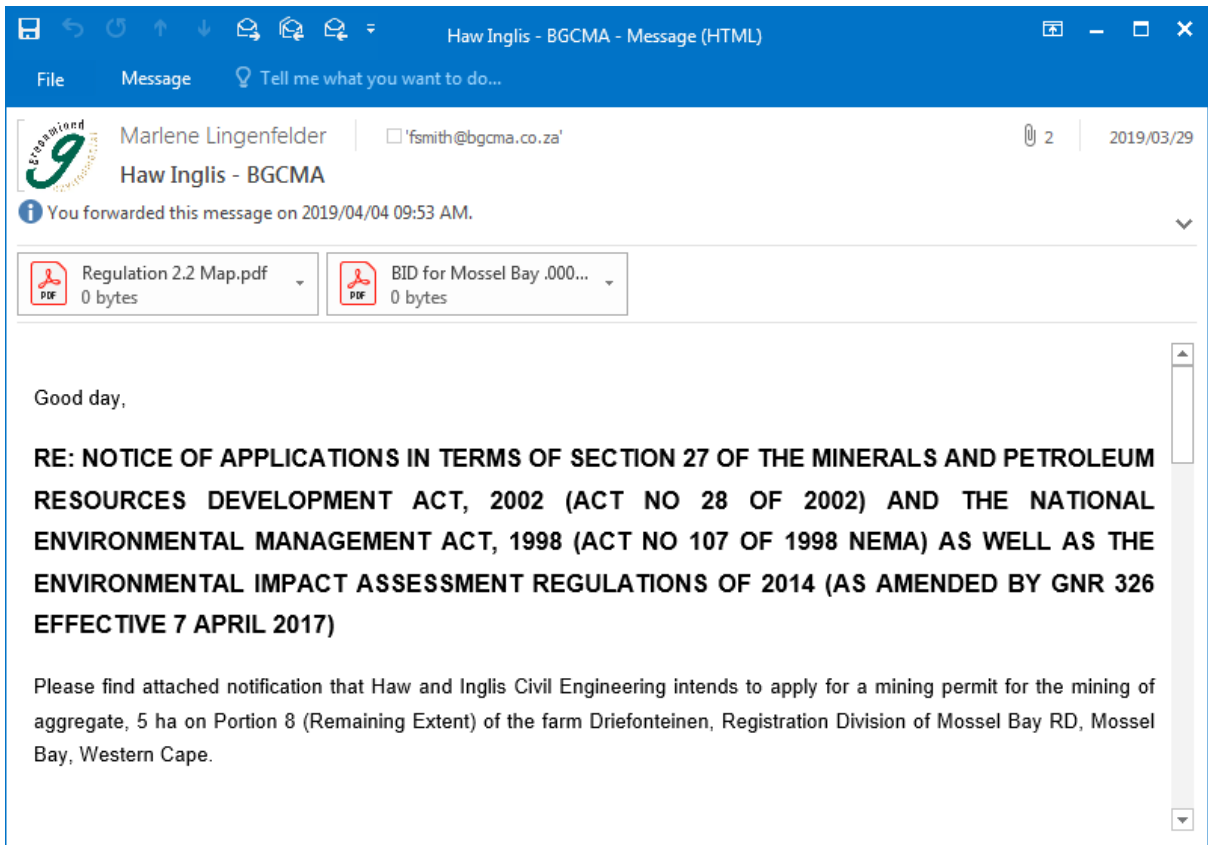 Haw Inglis - BGCMA - Message (HTML)
File Message Tell me what you want to do...
Marlene Lingenfelder 'fsmith@bgcma.co.za' 2 2019/03/29
Haw Inglis - BGCMA
You forwarded this message on 2019/04/04 09:53 AM.
Regulation 2.2 Map.pdf
0 bytes
BID for Mossel Bay .000...
0 bytes
Good day,
RE: NOTICE OF APPLICATIONS IN TERMS OF SECTION 27 OF THE MINERALS AND PETROLEUM
RESOURCES DEVELOPMENT ACT, 2002 (ACT NO 28 OF 2002) AND THE NATIONAL
ENVIRONMENTAL MANAGEMENT ACT, 1998 (ACT NO 107 OF 1998 NEMA) AS WELL AS THE
ENVIRONMENTAL IMPACT ASSESSMENT REGULATIONS OF 2014 (AS AMENDED BY GNR 326
EFFECTIVE 7 APRIL 2017)
Please find attached notification that Haw and Inglis Civil Engineering intends to apply for a mining permit for the mining of
aggregate, 5 ha on Portion 8 (Remaining Extent) of the farm Driefonteinen, Registration Division of Mossel Bay RD, Mossel
Bay, Western Cape.